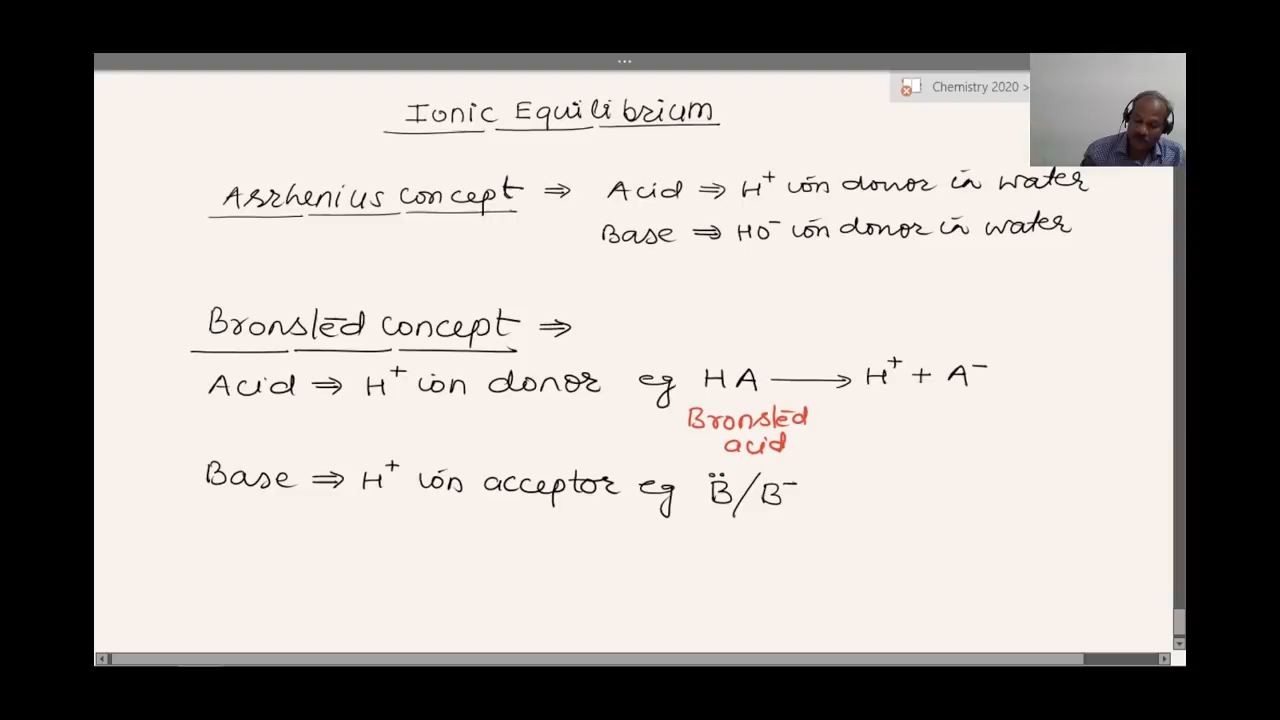 Chemistry 2020 >
Ionic Equilibrium
Arrhenius concept ⇒ Acid ⇒ H⁺ ion donor in water
Base ⇒ HO⁻ ion donor in water
Bronsted concept ⇒
Acid ⇒ H⁺ ion donor eg HA ⟶ H⁺ + A⁻
Bronsted
acid
Base ⇒ H⁺ ion acceptor eg B̈/B⁻